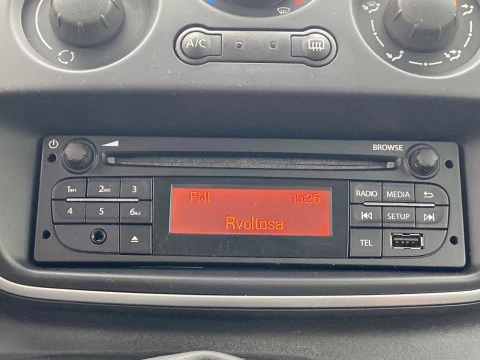 A/C
BROWSE
1 2 3 RADIO MEDIA
FM1 15:25
4 5 6 SETUP
Rvoltosa
TEL